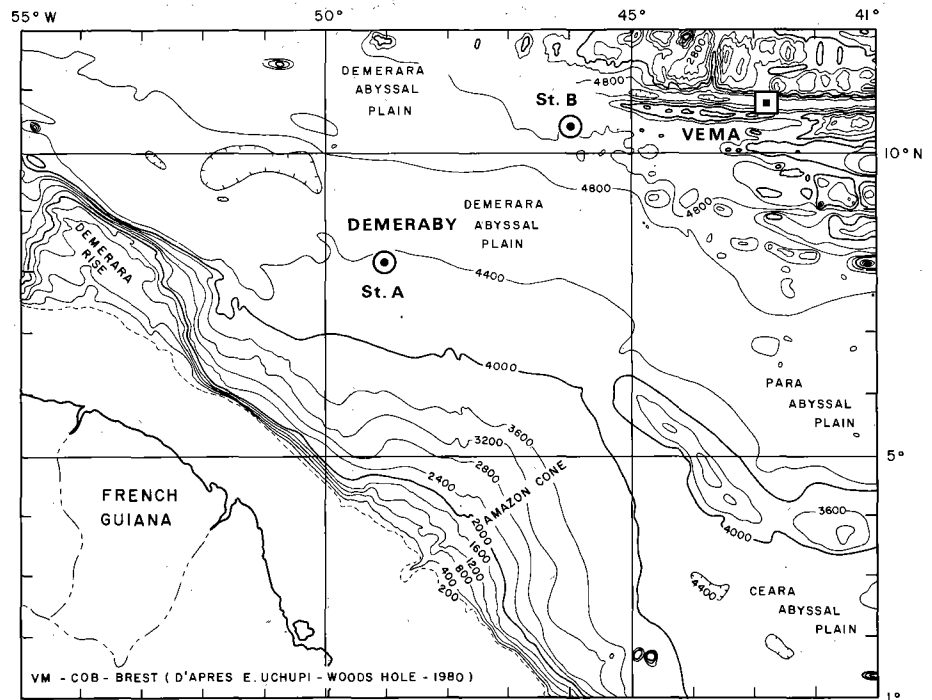 55° W
50°
45°
41°
DEMERARA
ABYSSAL
PLAIN
4800
2800
St. B
VEMA
10° N
4800
4800
DEMERABY
DEMERARA
ABYSSAL
PLAIN
DEMERARA
RISE
St. A
4400
4000
PARA
ABYSSAL
PLAIN
3600
3200
2800
2400
2000
1600
1200
800
400
200
AMAZON CONE
5°
FRENCH
GUIANA
3600
4000
4400
CEARA
ABYSSAL
PLAIN
VM - COB - BREST ( D'APRES E. UCHUPI - WOODS HOLE - 1980 )
1°